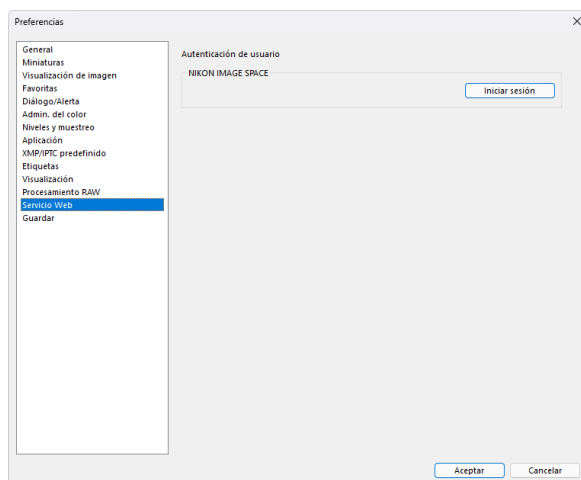 Preferencias
General
Miniaturas
Visualización de imagen
Favoritas
Diálogo/Alerta
Admin. del color
Niveles y muestreo
Aplicación
XMP/IPTC predefinido
Etiquetas
Visualización
Procesamiento RAW
Servicio Web
Guardar
Autenticación de usuario
NIKON IMAGE SPACE
Iniciar sesión
Aceptar
Cancelar